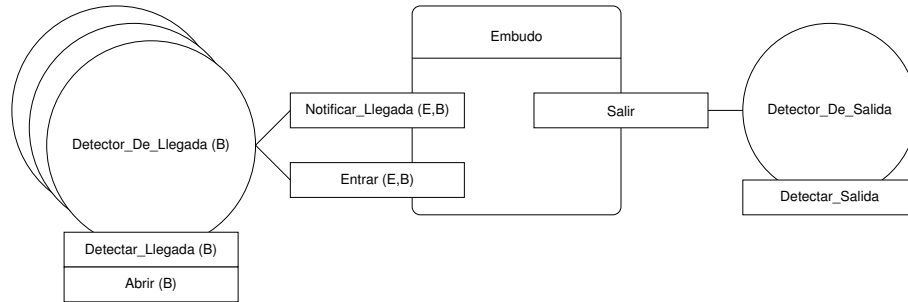 Embudo
Notificar_Llegada (E,B)
Salir
Detector_De_Salida
Detector_De_Llegada (B)
Entrar (E,B)
Detectar_Salida
Detectar_Llegada (B)
Abrir (B)